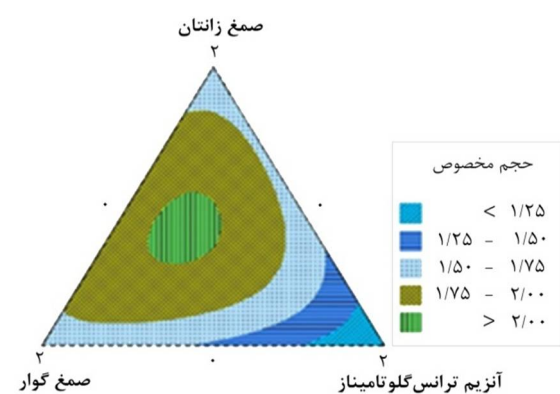 صمغ زانتان
۲
حجم مخصوص
< ۱/۲۵
۱/۲۵ - ۱/۵۰
۱/۵۰ - ۱/۷۵
۱/۷۵ - ۲/۰۰
> ۲/۰۰
۰ ۰
۲ ۰ ۲
صمغ گوار
آنزیم ترانس‌گلوتامیناز